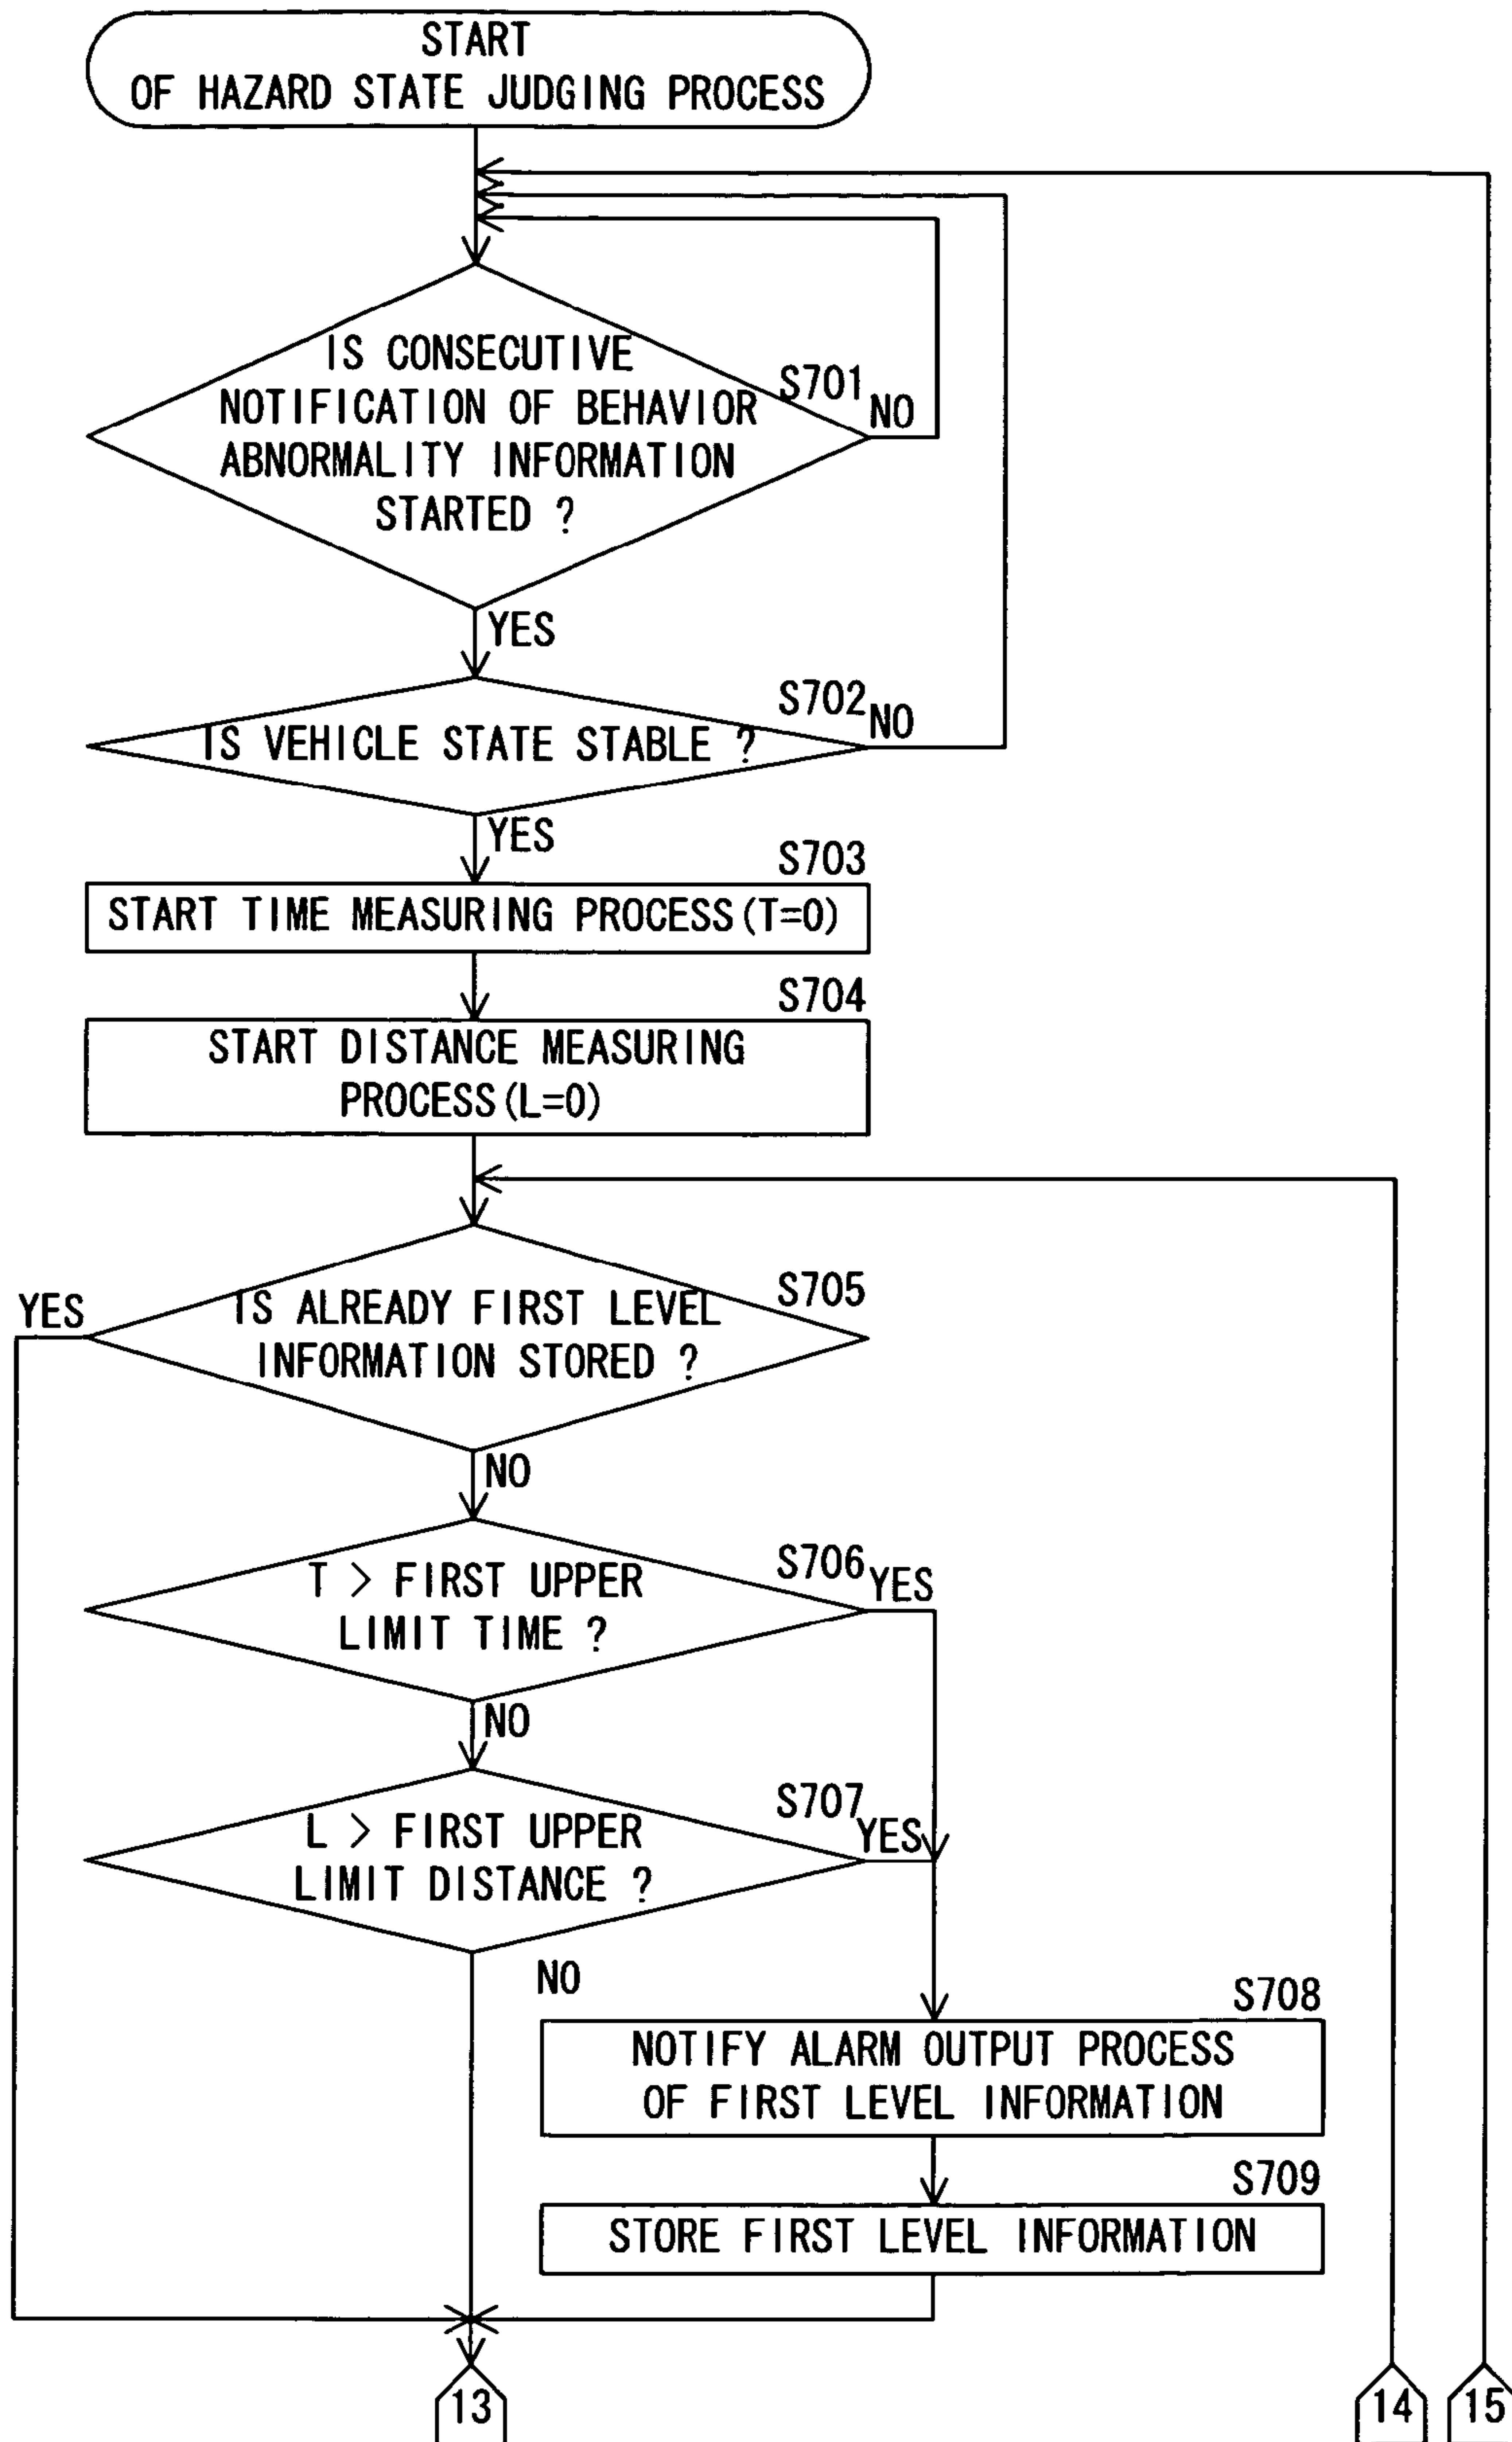 START
OF HAZARD STATE JUDGING PROCESS
IS CONSECUTIVE
NOTIFICATION OF BEHAVIOR
ABNORMALITY INFORMATION
STARTED ?
S701
NO
YES
S702
NO
IS VEHICLE STATE STABLE ?
YES
S703
START TIME MEASURING PROCESS(T=0)
S704
START DISTANCE MEASURING
PROCESS(L=0)
S705
YES
IS ALREADY FIRST LEVEL
INFORMATION STORED ?
NO
S706
YES
T > FIRST UPPER
LIMIT TIME ?
NO
S707
YES
L > FIRST UPPER
LIMIT DISTANCE ?
NO
S708
NOTIFY ALARM OUTPUT PROCESS
OF FIRST LEVEL INFORMATION
S709
STORE FIRST LEVEL INFORMATION
13
14
15